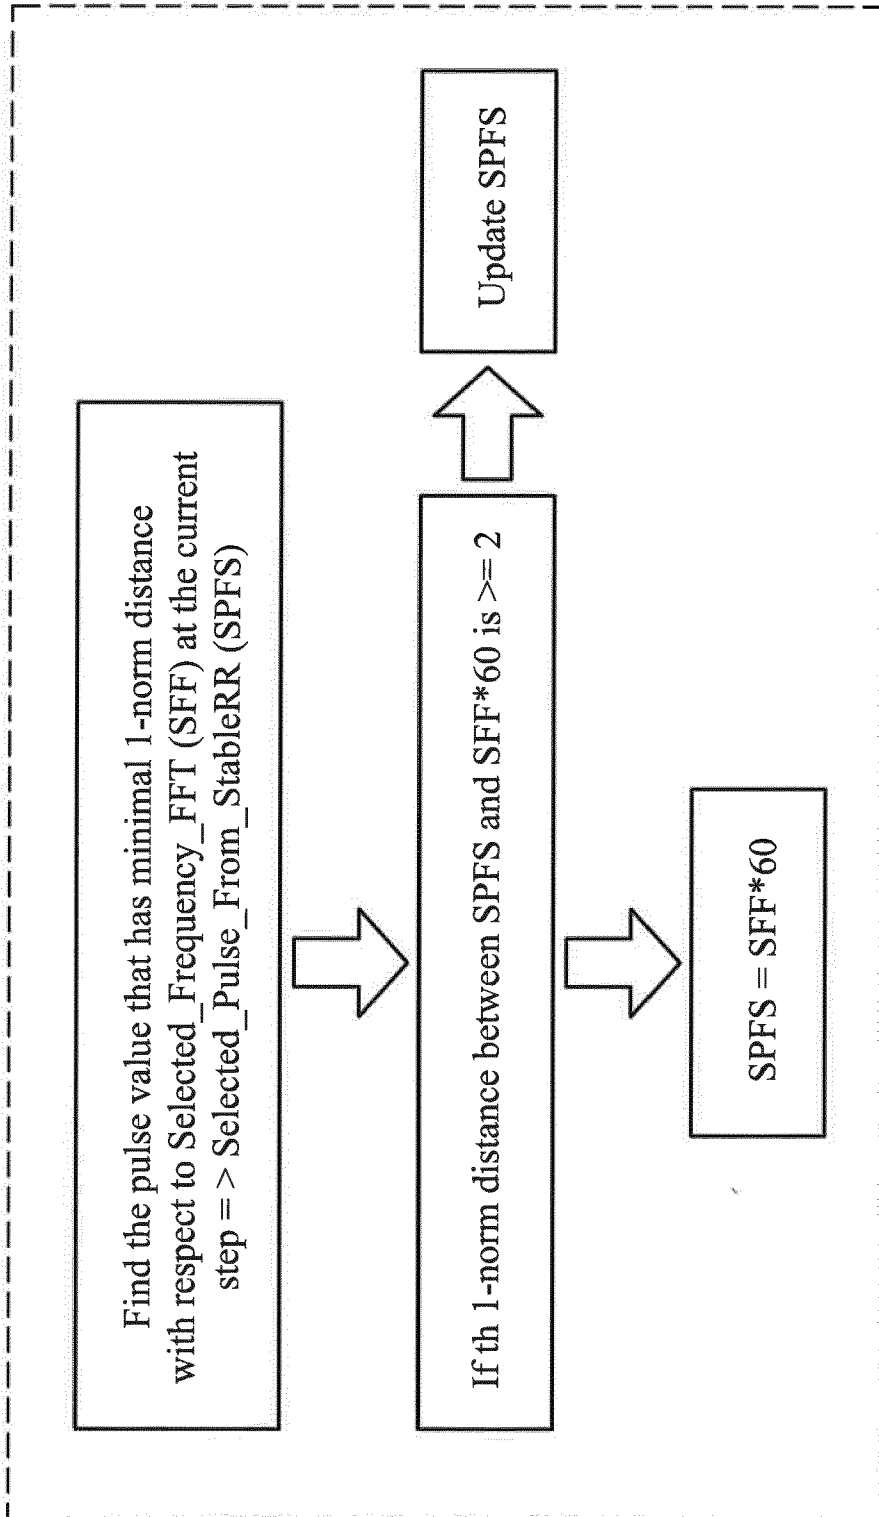 Find the pulse value that has minimal 1-norm distance
with respect to Selected_Frequency_FFT (SFF) at the current
step = > Selected_Pulse_From_StableRR (SPFS)
If th 1-norm distance between SPFS and SFF*60 is >= 2
Update SPFS
SPFS = SFF*60